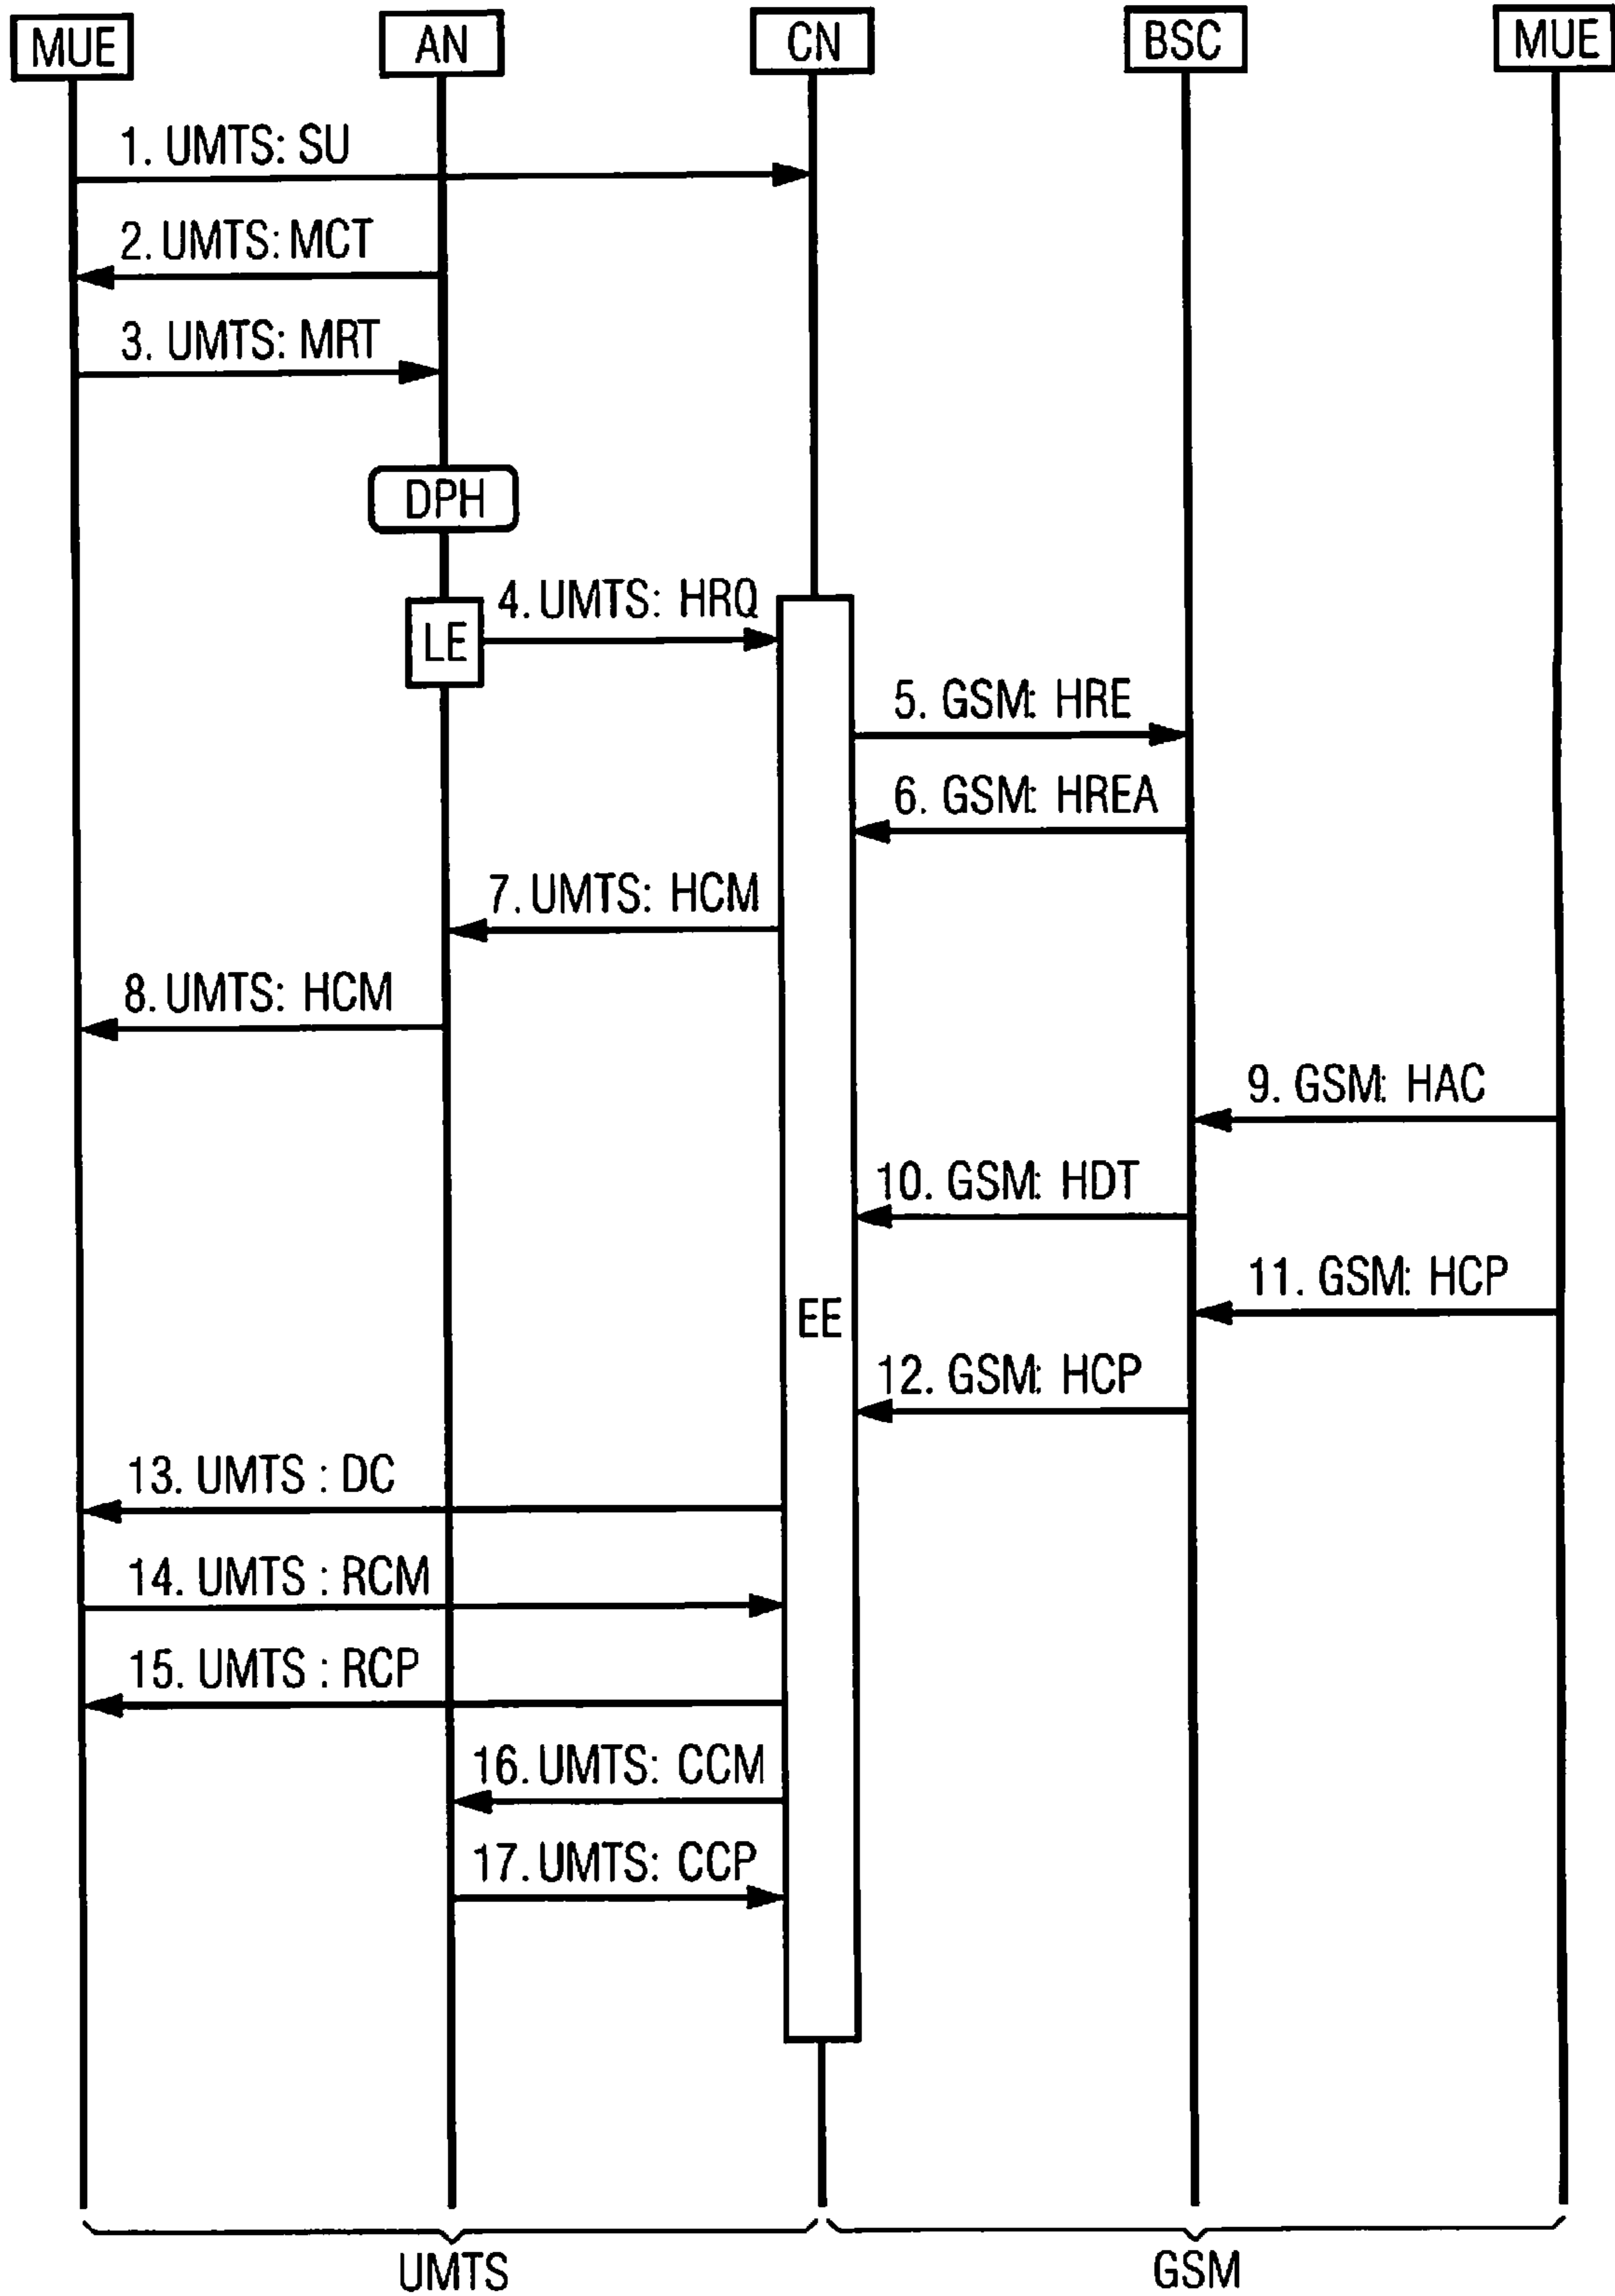 MUE AN CN BSC MUE
1. UMTS: SU
2. UMTS: MCT
3. UMTS: MRT
DPH
LE
4. UMTS: HRQ
5. GSM: HRE
6. GSM: HREA
7. UMTS: HCM
8. UMTS: HCM
9. GSM: HAC
10. GSM: HDT
11. GSM: HCP
EE
12. GSM: HCP
13. UMTS : DC
14. UMTS : RCM
15. UMTS : RCP
16. UMTS: CCM
17. UMTS: CCP
UMTS GSM